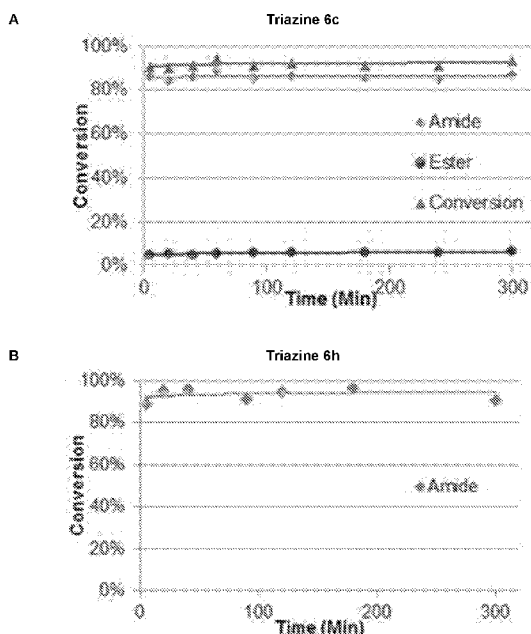 A
Triazine 6c
100%
80%
60%
40%
20%
0%
Conversion
Amide
Ester
Conversion
0
100
200
300
Time (Min)
B
Triazine 6h
100%
80%
60%
40%
20%
0%
Conversion
Amide
0
100
200
300
Time (Min)